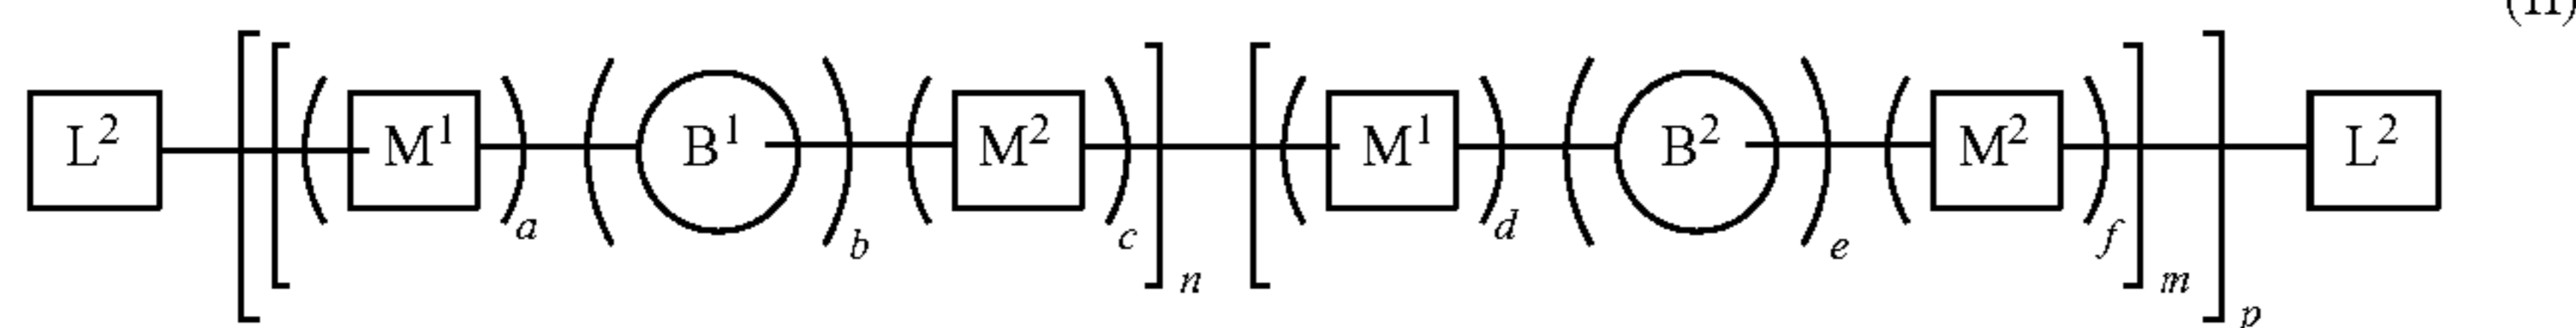 (II)
L² M¹ a B¹ b M² c n M¹ d B² e M² f m p L²